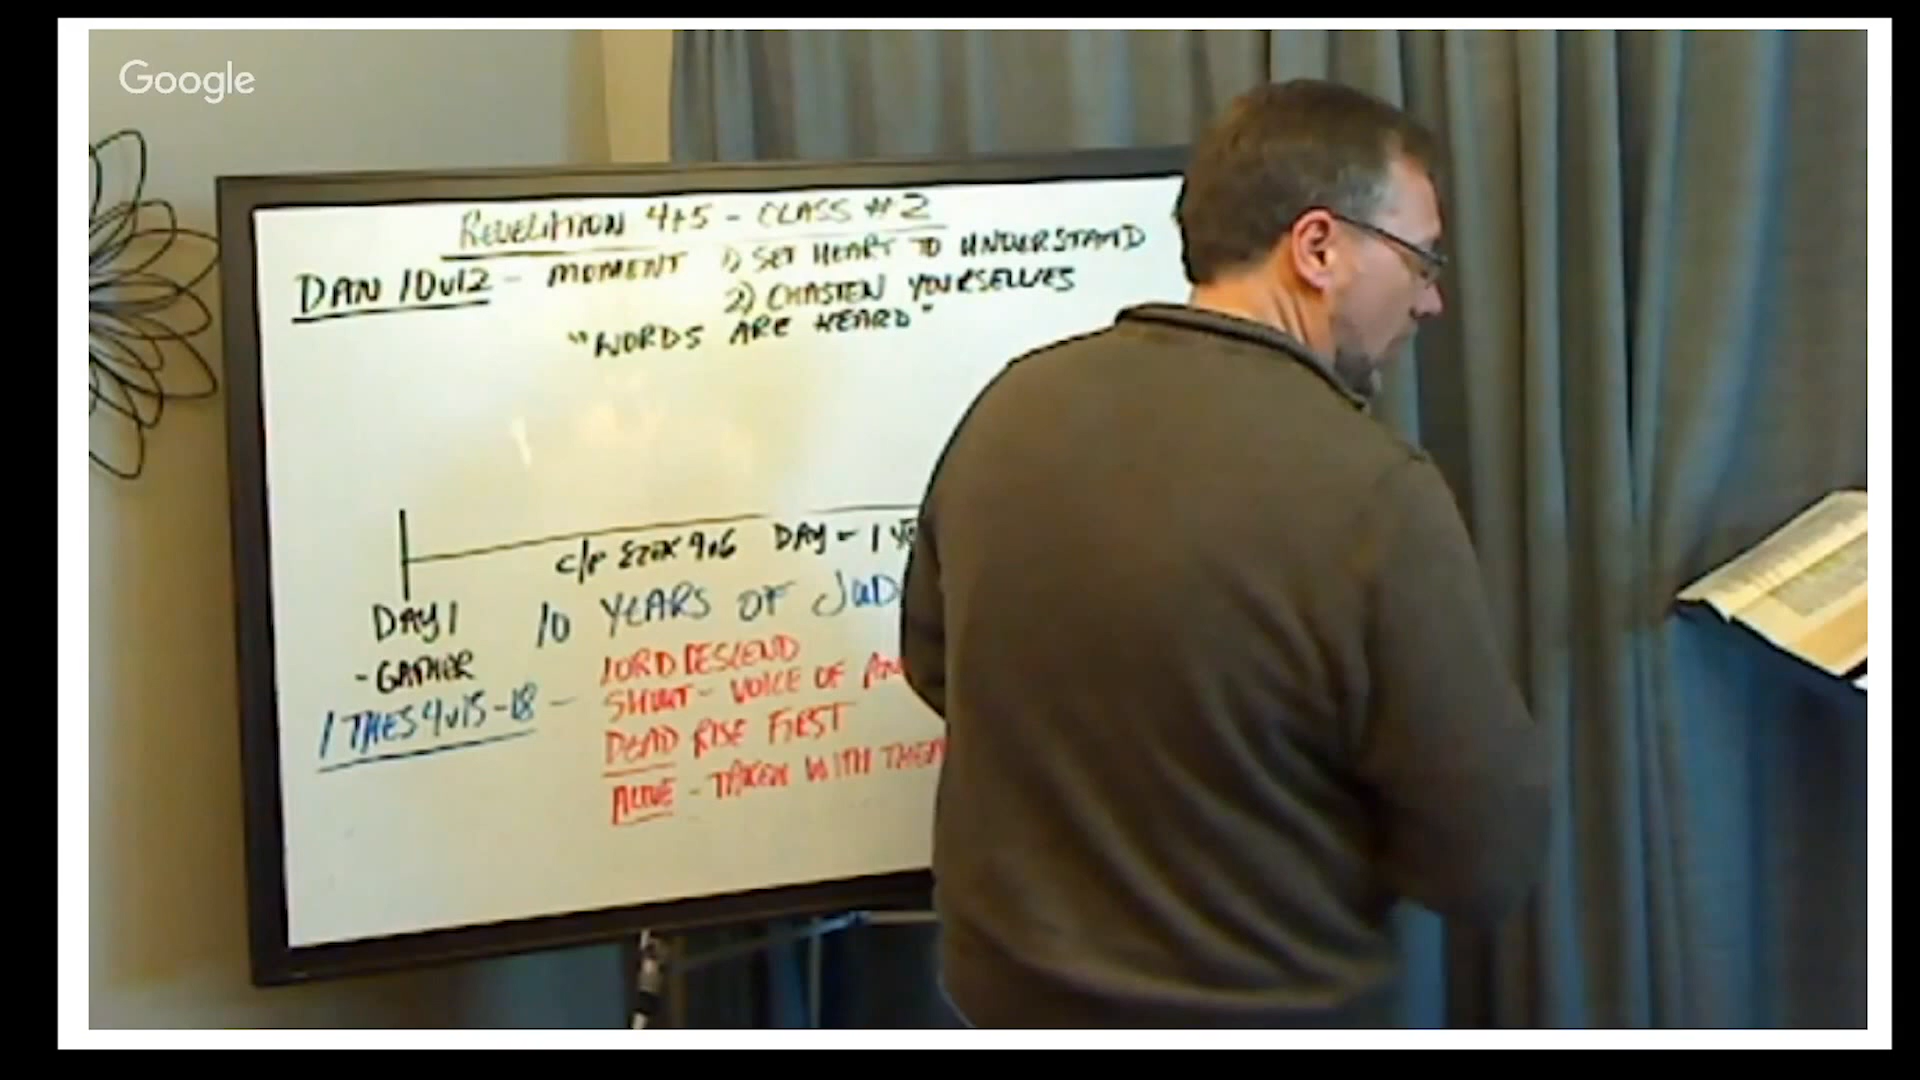 Google
REVELATION 4+5 - CLASS #2
DAN 10v12 - MOMENT 1) SET HEART TO UNDERSTAND
2) CHASTEN YOURSELVES
"WORDS ARE HEARD"
c/p EZEK 4v6 DAY - 1
DAY 1
10 YEARS OF JUD
- GATHER
LORD DESCEND
1 THES 4v15-18 - SHOUT - VOICE OF
DEAD RISE FIRST
ALIVE - TAKEN WITH THEM